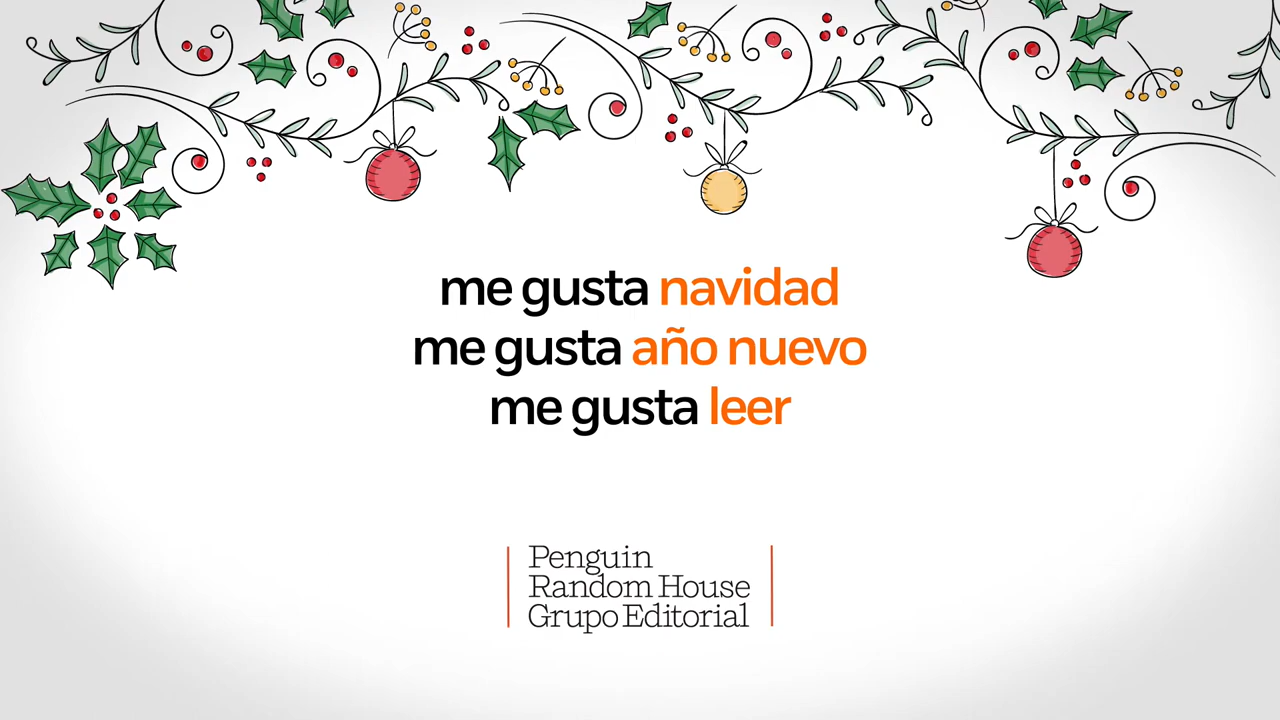 me gusta navidad
me gusta año nuevo
me gusta leer
Penguin
Random House
Grupo Editorial